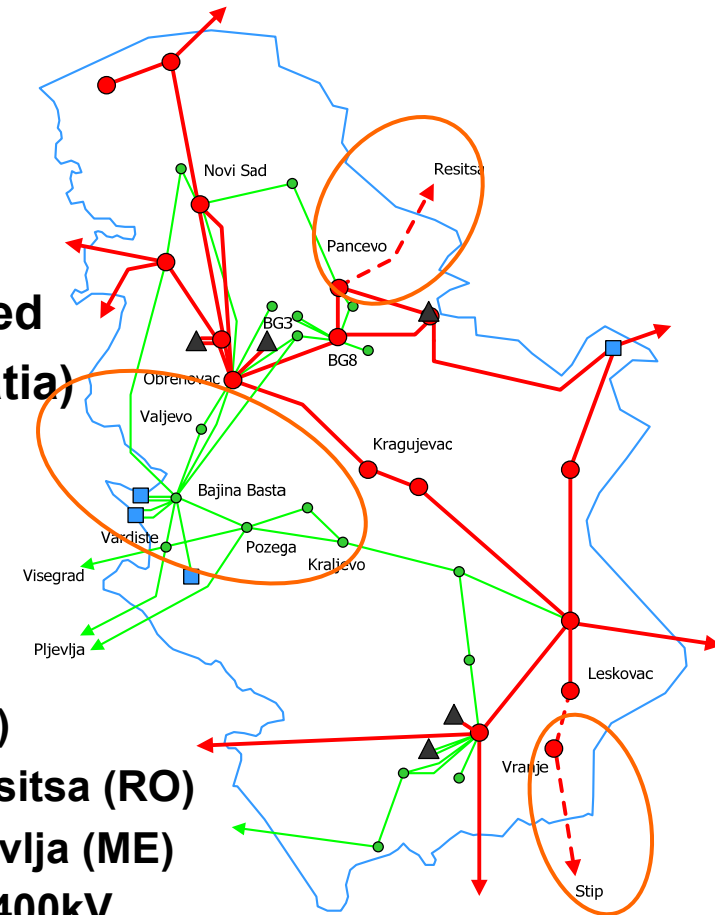 Novi Sad
Resitsa
Pancevo
ed
BG3
BG8
Obrenovac
tia)
Valjevo
Kragujevac
Bajina Basta
Vardiste
Pozega
Kraljevo
Visegrad
Pljevlja
Leskovac
)
Vranje
sitsa (RO)
vlja (ME)
Stip
400kV